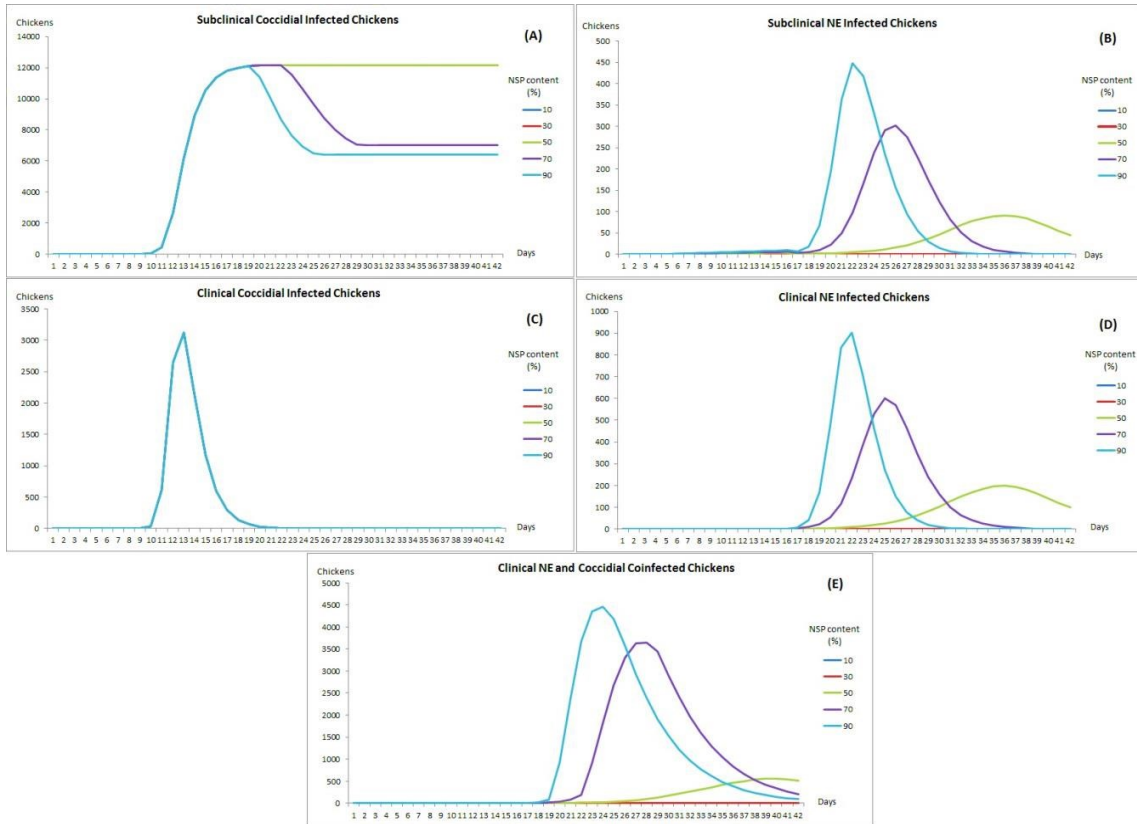 Subclinical Coccidial Infected Chickens
Chickens
(A)
14000
12000
10000
8000
6000
4000
2000
0
NSP content
(%)
10
30
50
70
90
Days
1 2 3 4 5 6 7 8 9 10 11 12 13 14 15 16 17 18 19 20 21 22 23 24 25 26 27 28 29 30 31 32 33 34 35 36 37 38 39 40 41 42
Subclinical NE Infected Chickens
Chickens
(B)
500
450
400
350
300
250
200
150
100
50
0
NSP content
(%)
10
30
50
70
90
Days
1 2 3 4 5 6 7 8 9 10 11 12 13 14 15 16 17 18 19 20 21 22 23 24 25 26 27 28 29 30 31 32 33 34 35 36 37 38 39 40 41 42
Clinical Coccidial Infected Chickens
Chickens
(C)
3500
3000
2500
2000
1500
1000
500
0
NSP content
(%)
10
30
50
70
90
Days
1 2 3 4 5 6 7 8 9 10 11 12 13 14 15 16 17 18 19 20 21 22 23 24 25 26 27 28 29 30 31 32 33 34 35 36 37 38 39 40 41 42
Clinical NE Infected Chickens
Chickens
(D)
1000
900
800
700
600
500
400
300
200
100
0
NSP content
(%)
10
30
50
70
90
Days
1 2 3 4 5 6 7 8 9 10 11 12 13 14 15 16 17 18 19 20 21 22 23 24 25 26 27 28 29 30 31 32 33 34 35 36 37 38 39 40 41 42
Clinical NE and Coccidial Coinfected Chickens
Chickens
(E)
5000
4500
4000
3500
3000
2500
2000
1500
1000
500
0
NSP content
(%)
10
30
50
70
90
Days
1 2 3 4 5 6 7 8 9 10 11 12 13 14 15 16 17 18 19 20 21 22 23 24 25 26 27 28 29 30 31 32 33 34 35 36 37 38 39 40 41 42